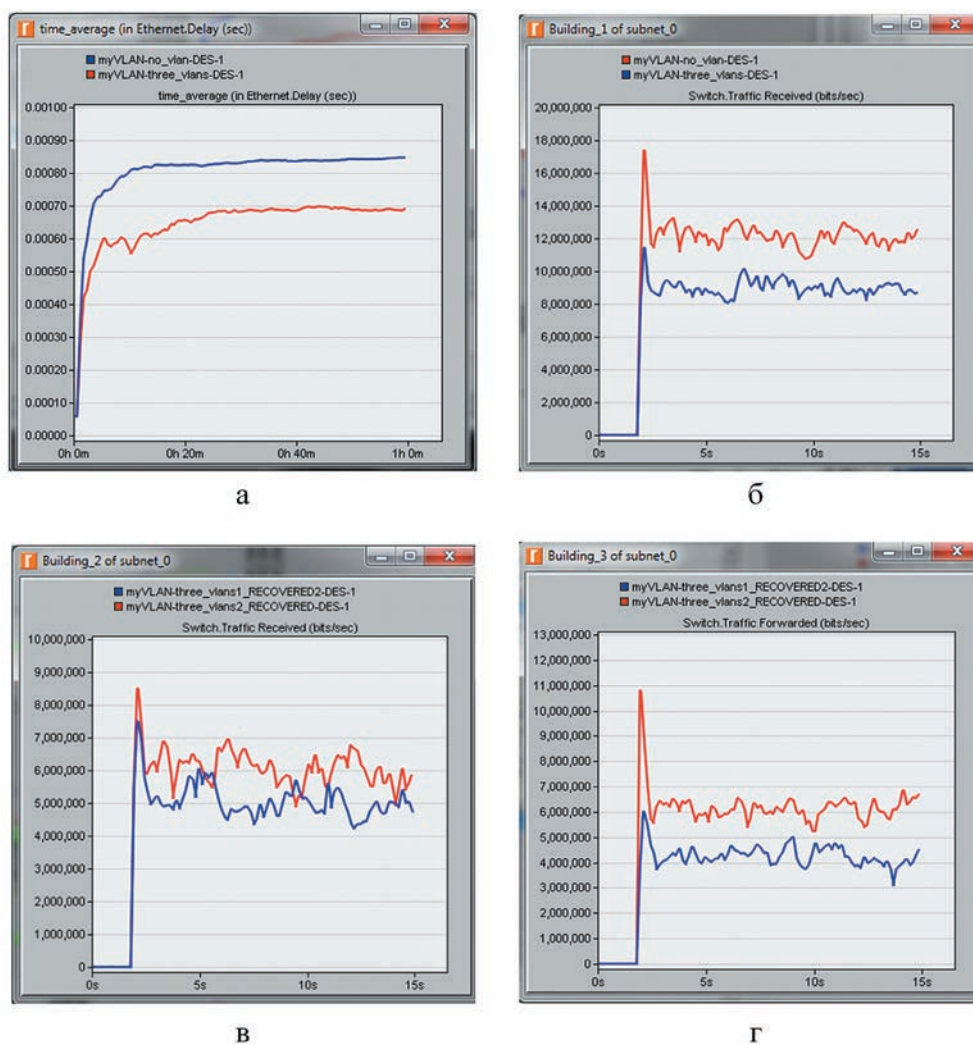 time_average (in Ethernet.Delay (sec))
myVLAN-no_vlan-DES-1
myVLAN-three_vlans-DES-1
time_average (in Ethernet.Delay (sec))
0.00100
0.00090
0.00080
0.00070
0.00060
0.00050
0.00040
0.00030
0.00020
0.00010
0.00000
0h 0m
0h 20m
0h 40m
1h 0m
а
Building_1 of subnet_0
myVLAN-no_vlan-DES-1
myVLAN-three_vlans-DES-1
Switch.Traffic Received (bits/sec)
20,000,000
18,000,000
16,000,000
14,000,000
12,000,000
10,000,000
8,000,000
6,000,000
4,000,000
2,000,000
0
0s
5s
10s
15s
б
Building_2 of subnet_0
myVLAN-three_vlans1_RECOVERED2-DES-1
myVLAN-three_vlans2_RECOVERED-DES-1
Switch.Traffic Received (bits/sec)
10,000,000
9,000,000
8,000,000
7,000,000
6,000,000
5,000,000
4,000,000
3,000,000
2,000,000
1,000,000
0
0s
5s
10s
15s
в
Building_3 of subnet_0
myVLAN-three_vlans1_RECOVERED2-DES-1
myVLAN-three_vlans2_RECOVERED-DES-1
Switch.Traffic Forwarded (bits/sec)
13,000,000
12,000,000
11,000,000
10,000,000
9,000,000
8,000,000
7,000,000
6,000,000
5,000,000
4,000,000
3,000,000
2,000,000
1,000,000
0
0s
5s
10s
15s
г